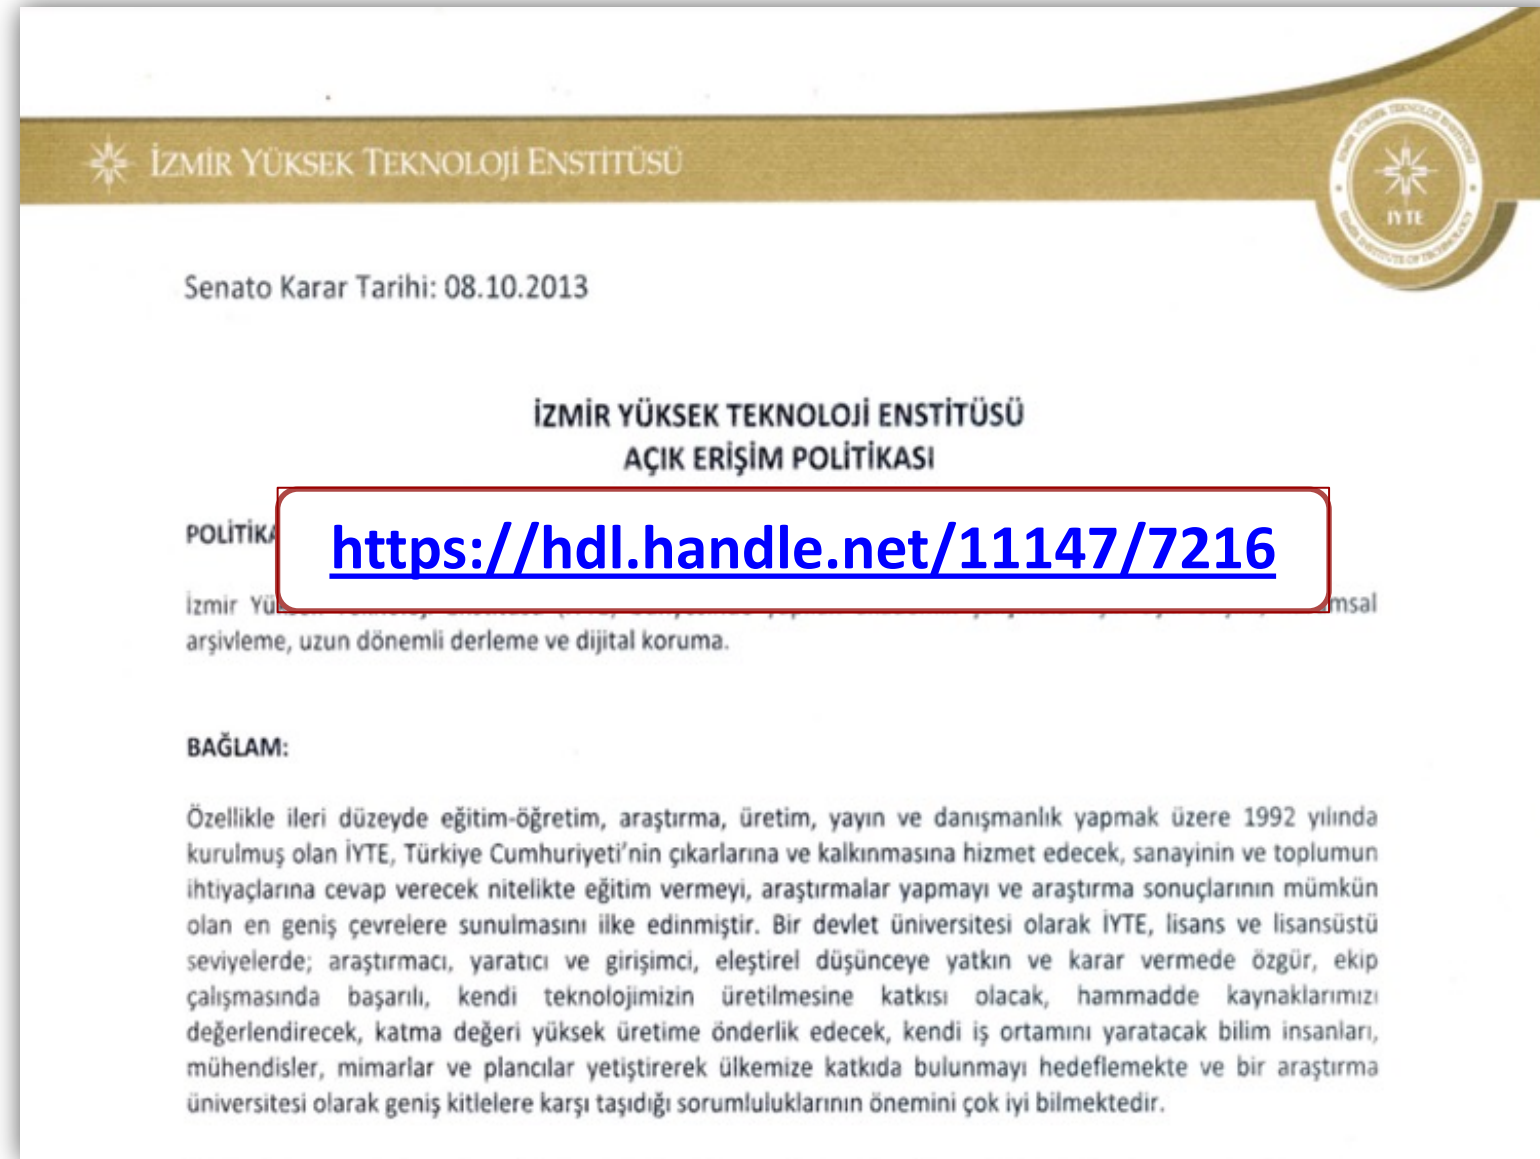 İZMİR YÜKSEK TEKNOLOJİ ENSTİTÜSÜ
İYTE
Senato Karar Tarihi: 08.10.2013
İZMİR YÜKSEK TEKNOLOJİ ENSTİTÜSÜ
AÇIK ERİŞİM POLİTİKASI
https://hdl.handle.net/11147/7216
İzmir
arşivleme, uzun dönemli derleme ve dijital koruma.
BAĞLAM:
Özellikle ileri düzeyde eğitim-öğretim, araştırma, üretim, yayın ve danışmanlık yapmak üzere 1992 yılında
kurulmuş olan İYTE, Türkiye Cumhuriyeti’nin çıkarlarına ve kalkınmasına hizmet edecek, sanayinin ve toplumun
ihtiyaçlarına cevap verecek nitelikte eğitim vermeyi, araştırmalar yapmayı ve araştırma sonuçlarının mümkün
olan en geniş çevrelere sunulmasını ilke edinmiştir. Bir devlet üniversitesi olarak İYTE, lisans ve lisansüstü
seviyelerde; araştırmacı, yaratıcı ve girişimci, eleştirel düşünceye yatkın ve karar vermede özgür, ekip
çalışmasında başarılı, kendi teknolojimizin üretilmesine katkısı olacak, hammadde kaynaklarımızı
değerlendirecek, katma değeri yüksek üretime önderlik edecek, kendi iş ortamını yaratacak bilim insanları,
mühendisler, mimarlar ve plancılar yetiştirerek ülkemize katkıda bulunmayı hedeflemekte ve bir araştırma
üniversitesi olarak geniş kitlelere karşı taşıdığı sorumluluklarının önemini çok iyi bilmektedir.